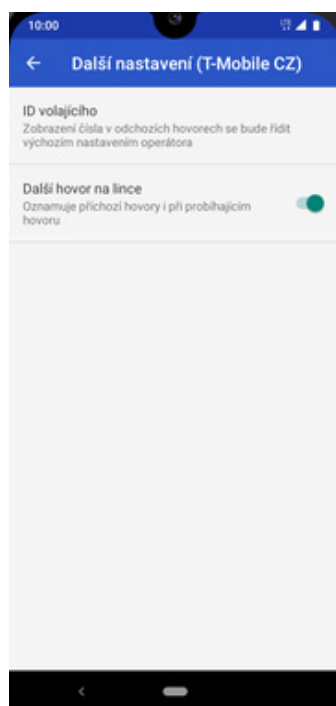 10:00
LTE
Další nastavení (T-Mobile CZ)
ID volajícího
Zobrazení čísla v odchozích hovorech se bude řídit
výchozím nastavením operátora
Další hovor na lince
Oznamuje příchozí hovory i při probíhajícím
hovoru